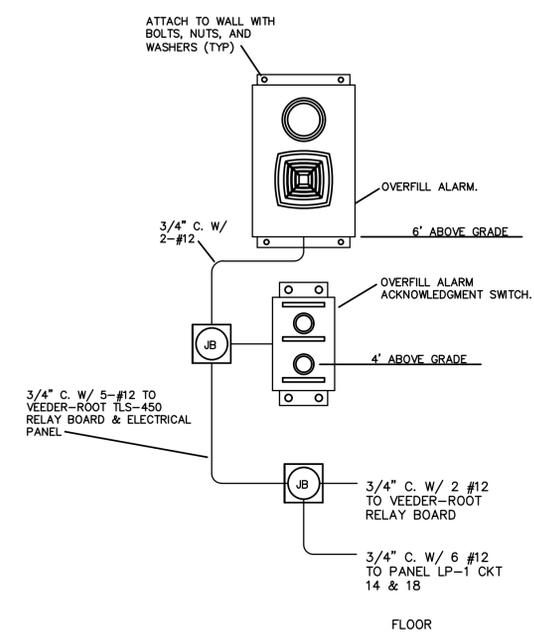 ATTACH TO WALL WITH
BOLTS, NUTS, AND
WASHERS (TYP)
OVERFILL ALARM.
3/4" C. W/
2-#12
6' ABOVE GRADE
OVERFILL ALARM
ACKNOWLEDGMENT SWITCH.
JB
4' ABOVE GRADE
3/4" C. W/ 5-#12 TO
VEEDER-ROOT TLS-450
RELAY BOARD & ELECTRICAL
PANEL
JB
3/4" C. W/ 2 #12
TO VEEDER-ROOT
RELAY BOARD
3/4" C. W/ 6 #12
TO PANEL LP-1 CKT
14 & 18
FLOOR